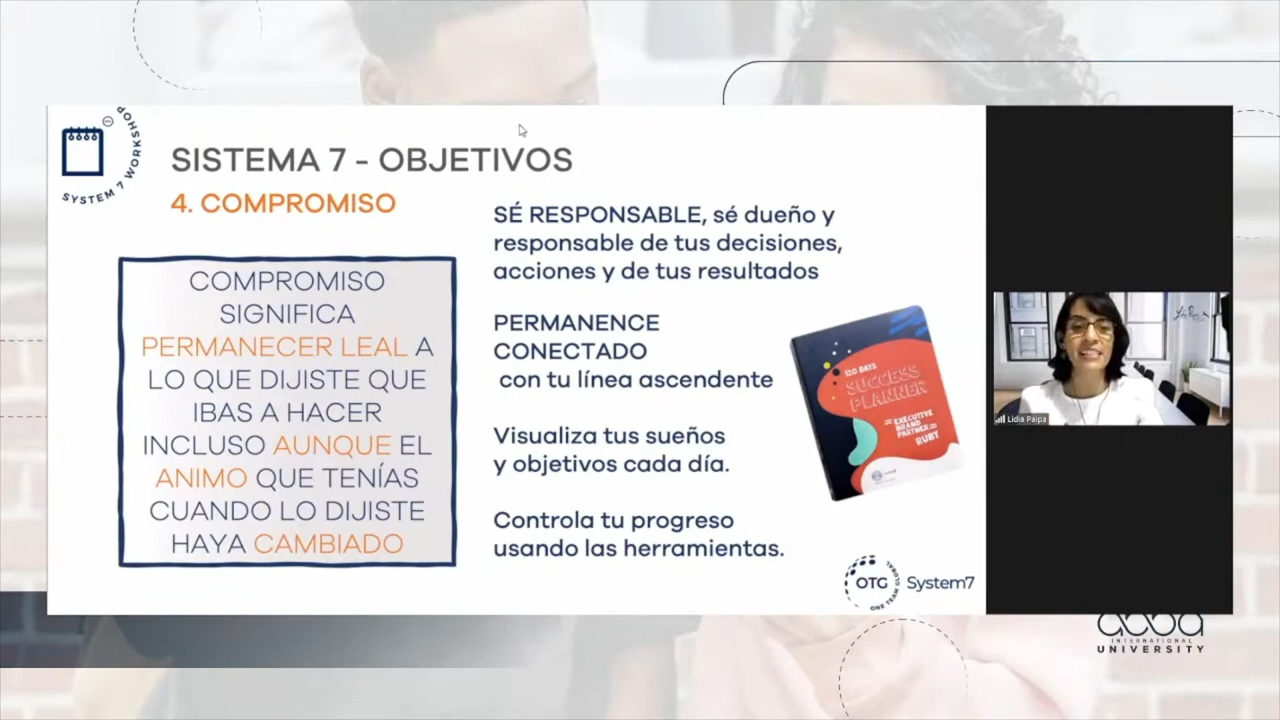 SYSTEM 7 WORKSHOP
SISTEMA 7 - OBJETIVOS
4. COMPROMISO
COMPROMISO
SIGNIFICA
PERMANECER LEAL A
LO QUE DIJISTE QUE
IBAS A HACER
INCLUSO AUNQUE EL
ANIMO QUE TENÍAS
CUANDO LO DIJISTE
HAYA CAMBIADO
SÉ RESPONSABLE, sé dueño y
responsable de tus decisiones,
acciones y de tus resultados
PERMANENCE
CONECTADO
con tu línea ascendente
Visualiza tus sueños
y objetivos cada día.
Controla tu progreso
usando las herramientas.
120 DAYS
SUCCESS
PLANNER
EXECUTIVE
BRAND
PARTNER
RUBY
OTG
ONE TEAM GLOBAL
System7
Lidia Paipa
INTERNATIONAL
UNIVERSITY